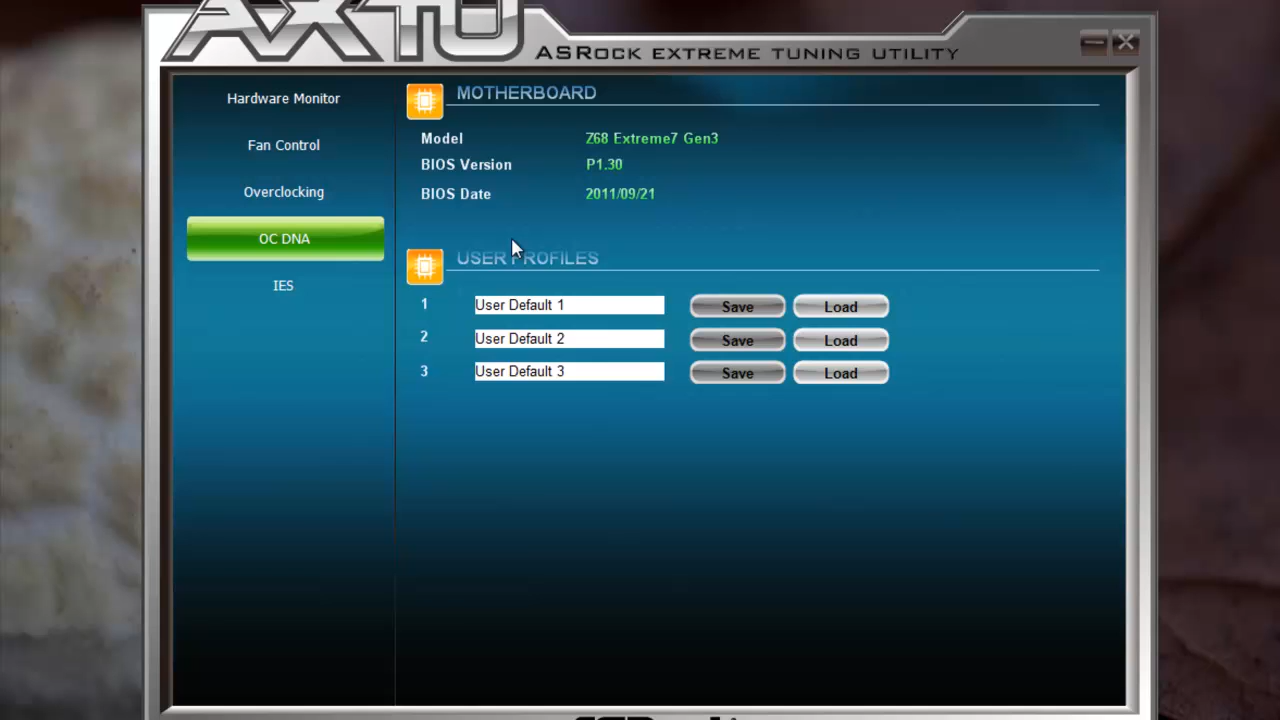 AXTU
ASRock EXTREME TUNING UTILITY
Hardware Monitor
Fan Control
Overclocking
OC DNA
IES
MOTHERBOARD
Model Z68 Extreme7 Gen3
BIOS Version P1.30
BIOS Date 2011/09/21
USER PROFILES
1 User Default 1 Save Load
2 User Default 2 Save Load
3 User Default 3 Save Load